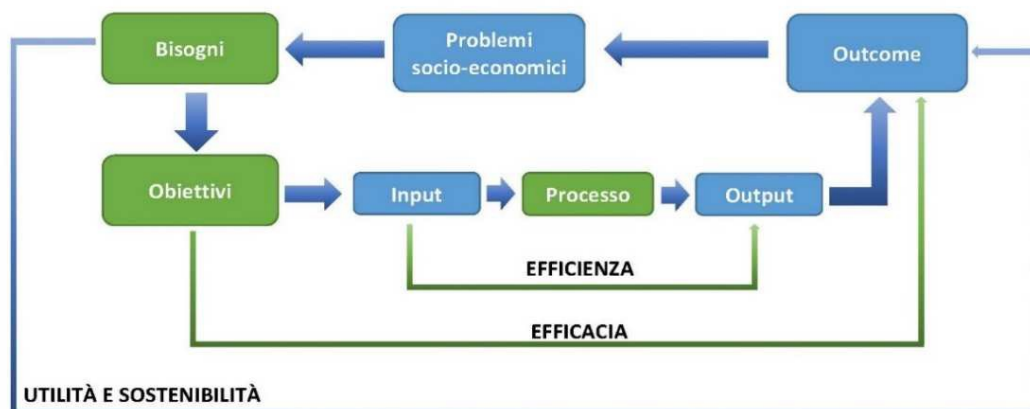 Bisogni
Problemi
socio-economici
Outcome
Obiettivi
Input
Processo
Output
EFFICIENZA
EFFICACIA
UTILITÀ E SOSTENIBILITÀ